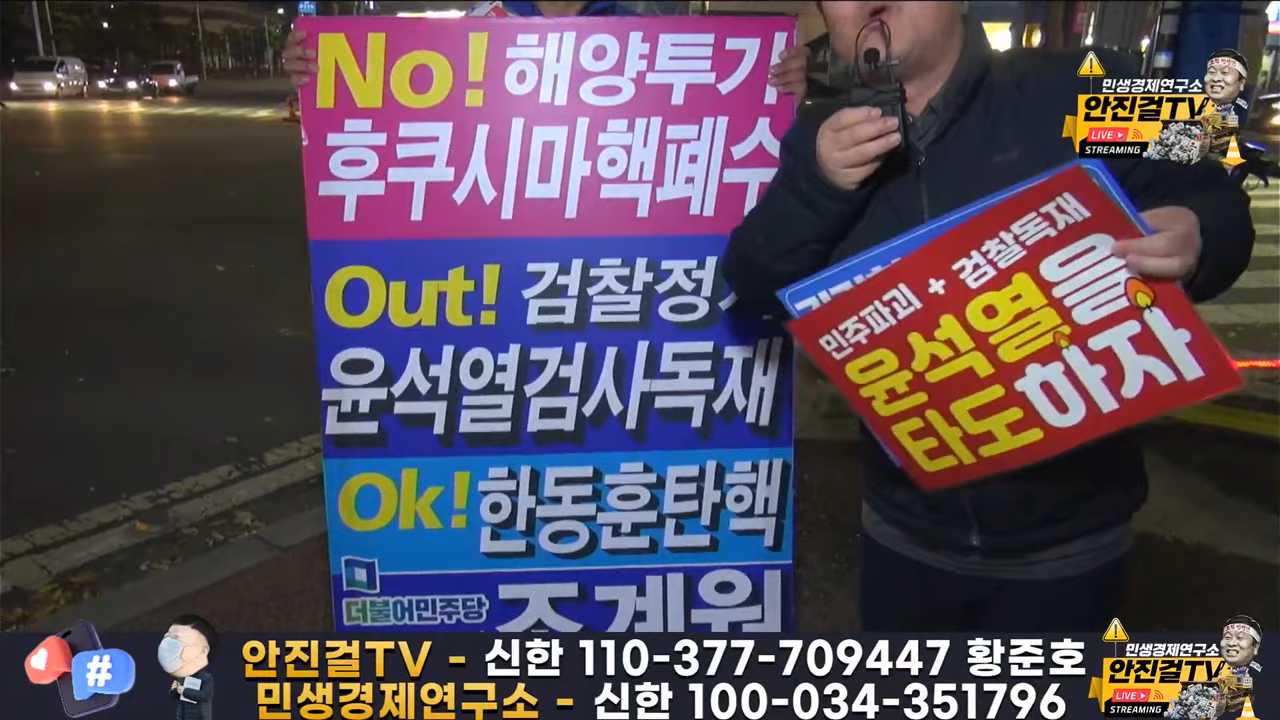 No! 해양투기
후쿠시마핵폐수
Out! 검찰정
윤석열검사독재
Ok! 한동훈탄핵
더불어민주당 조계원
민주파괴 + 검찰독재
윤석열을
타도하자
민생경제연구소
안진걸TV
LIVE
STREAMING
안진걸TV - 신한 110-377-709447 황준호
민생경제연구소 - 신한 100-034-351796
#
민생경제연구소
안진걸TV
LIVE
STREAMING